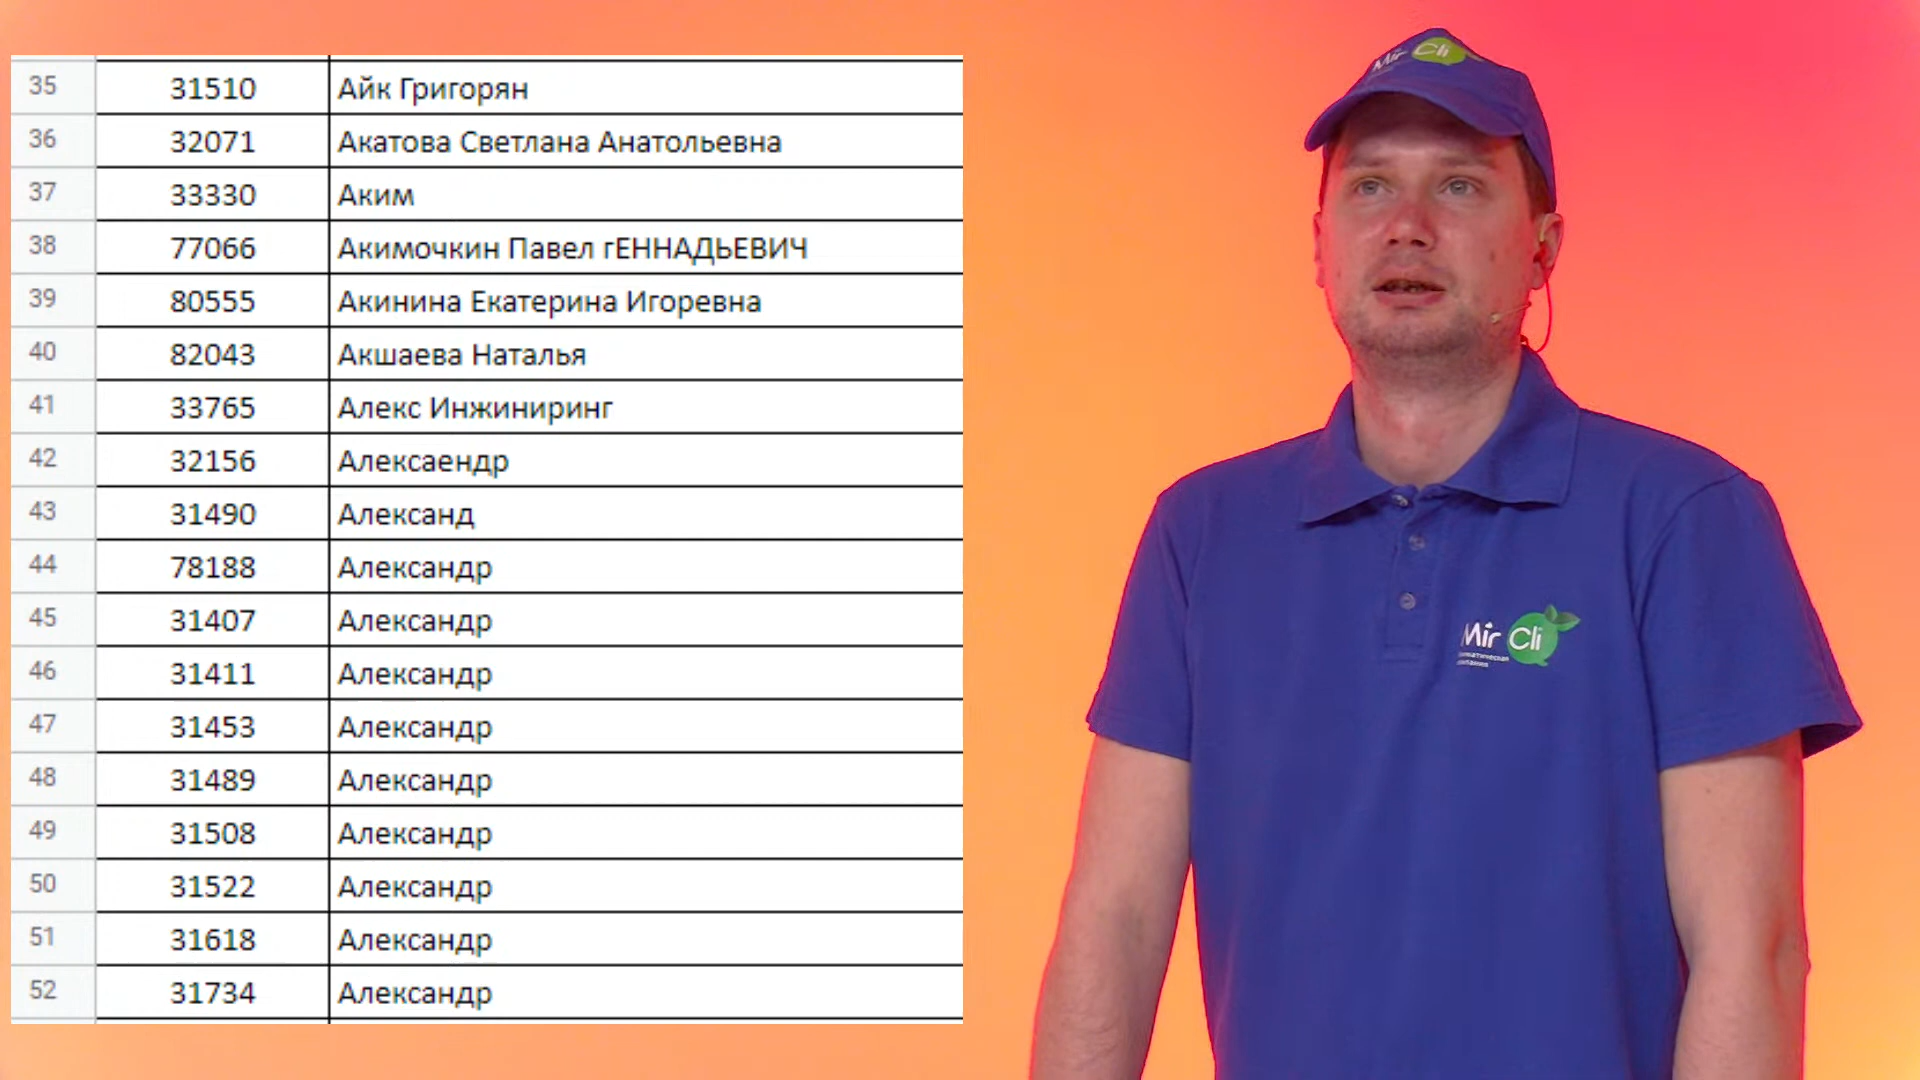 35 31510 Айк Григорян
36 32071 Акатова Светлана Анатольевна
37 33330 Аким
38 77066 Акимочкин Павел гЕННАДЬЕВИЧ
39 80555 Акинина Екатерина Игоревна
40 82043 Акшаева Наталья
41 33765 Алекс Инжиниринг
42 32156 Алексаендр
43 31490 Александ
44 78188 Александр
45 31407 Александр
46 31411 Александр
47 31453 Александр
48 31489 Александр
49 31508 Александр
50 31522 Александр
51 31618 Александр
52 31734 Александр
Mir Cli
Mir Cli